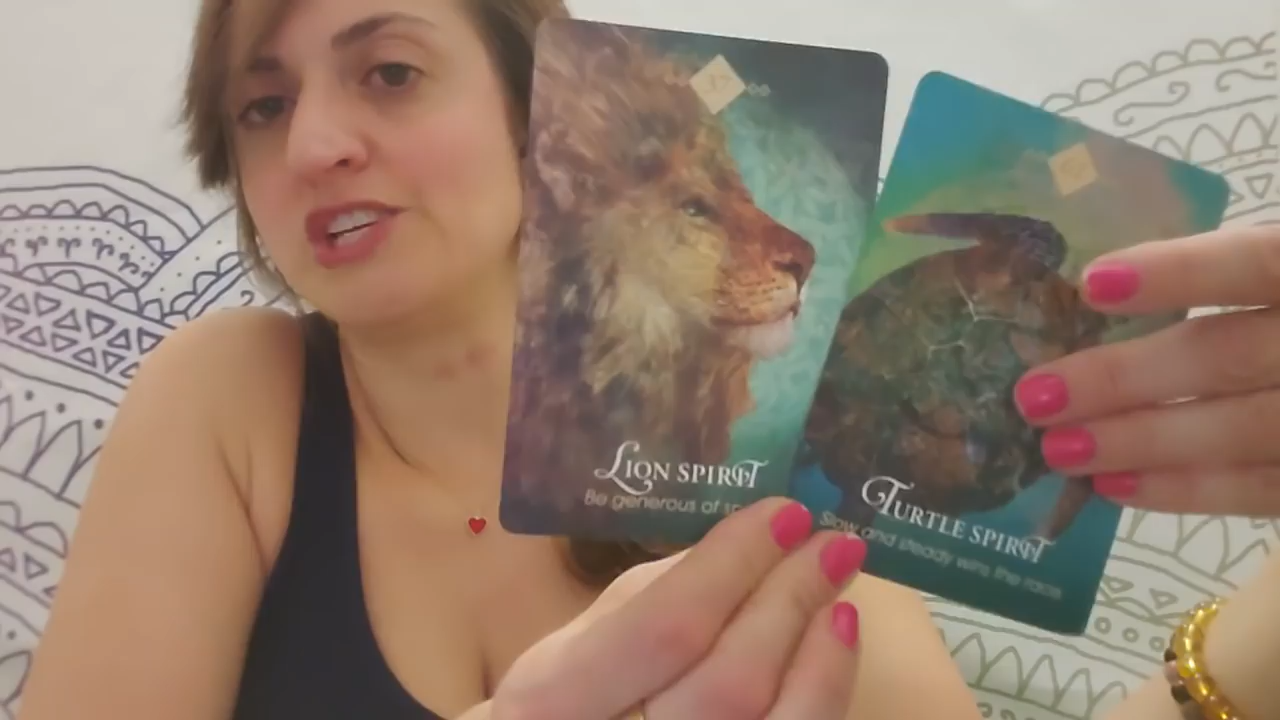 LION SPIRIT
Be generous of
TURTLE SPIRIT
Slow and steady wins the race